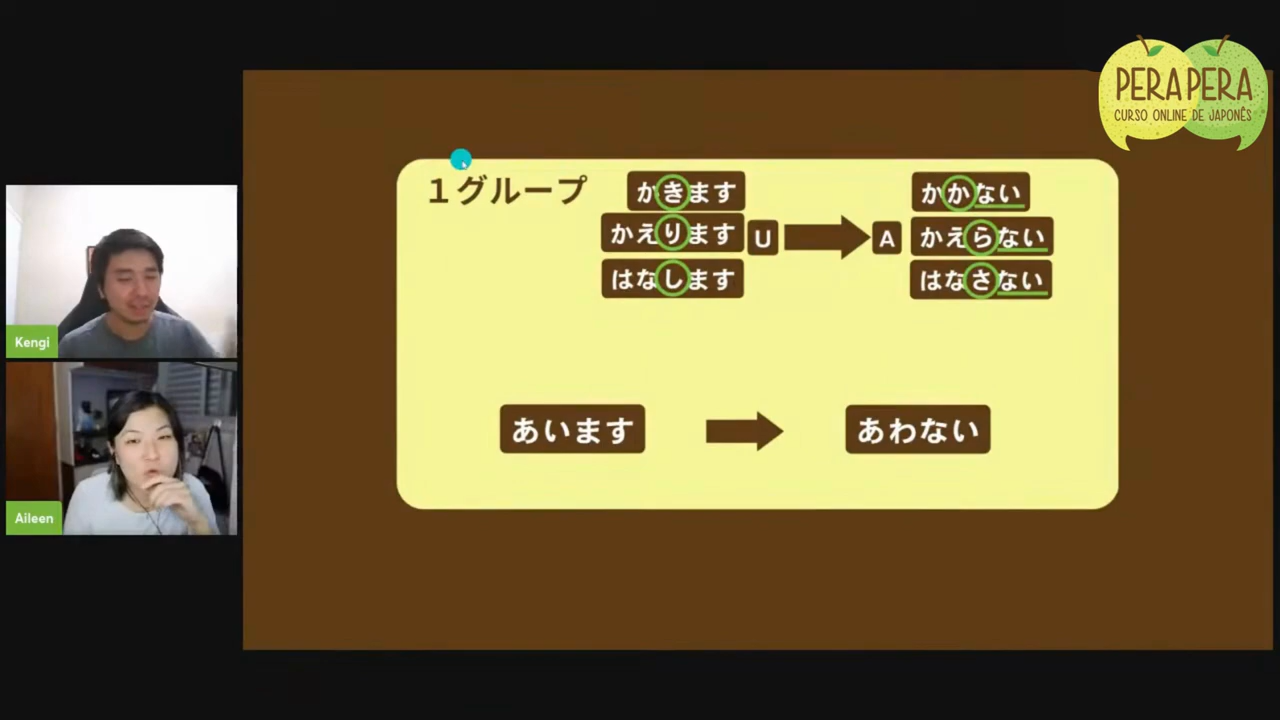 PERA PERA
CURSO ONLINE DE JAPONÊS
1グループ
かきます
かえります
はなします
U
A
かかない
かえらない
はなさない
あいます
あわない
Kengi
Aileen